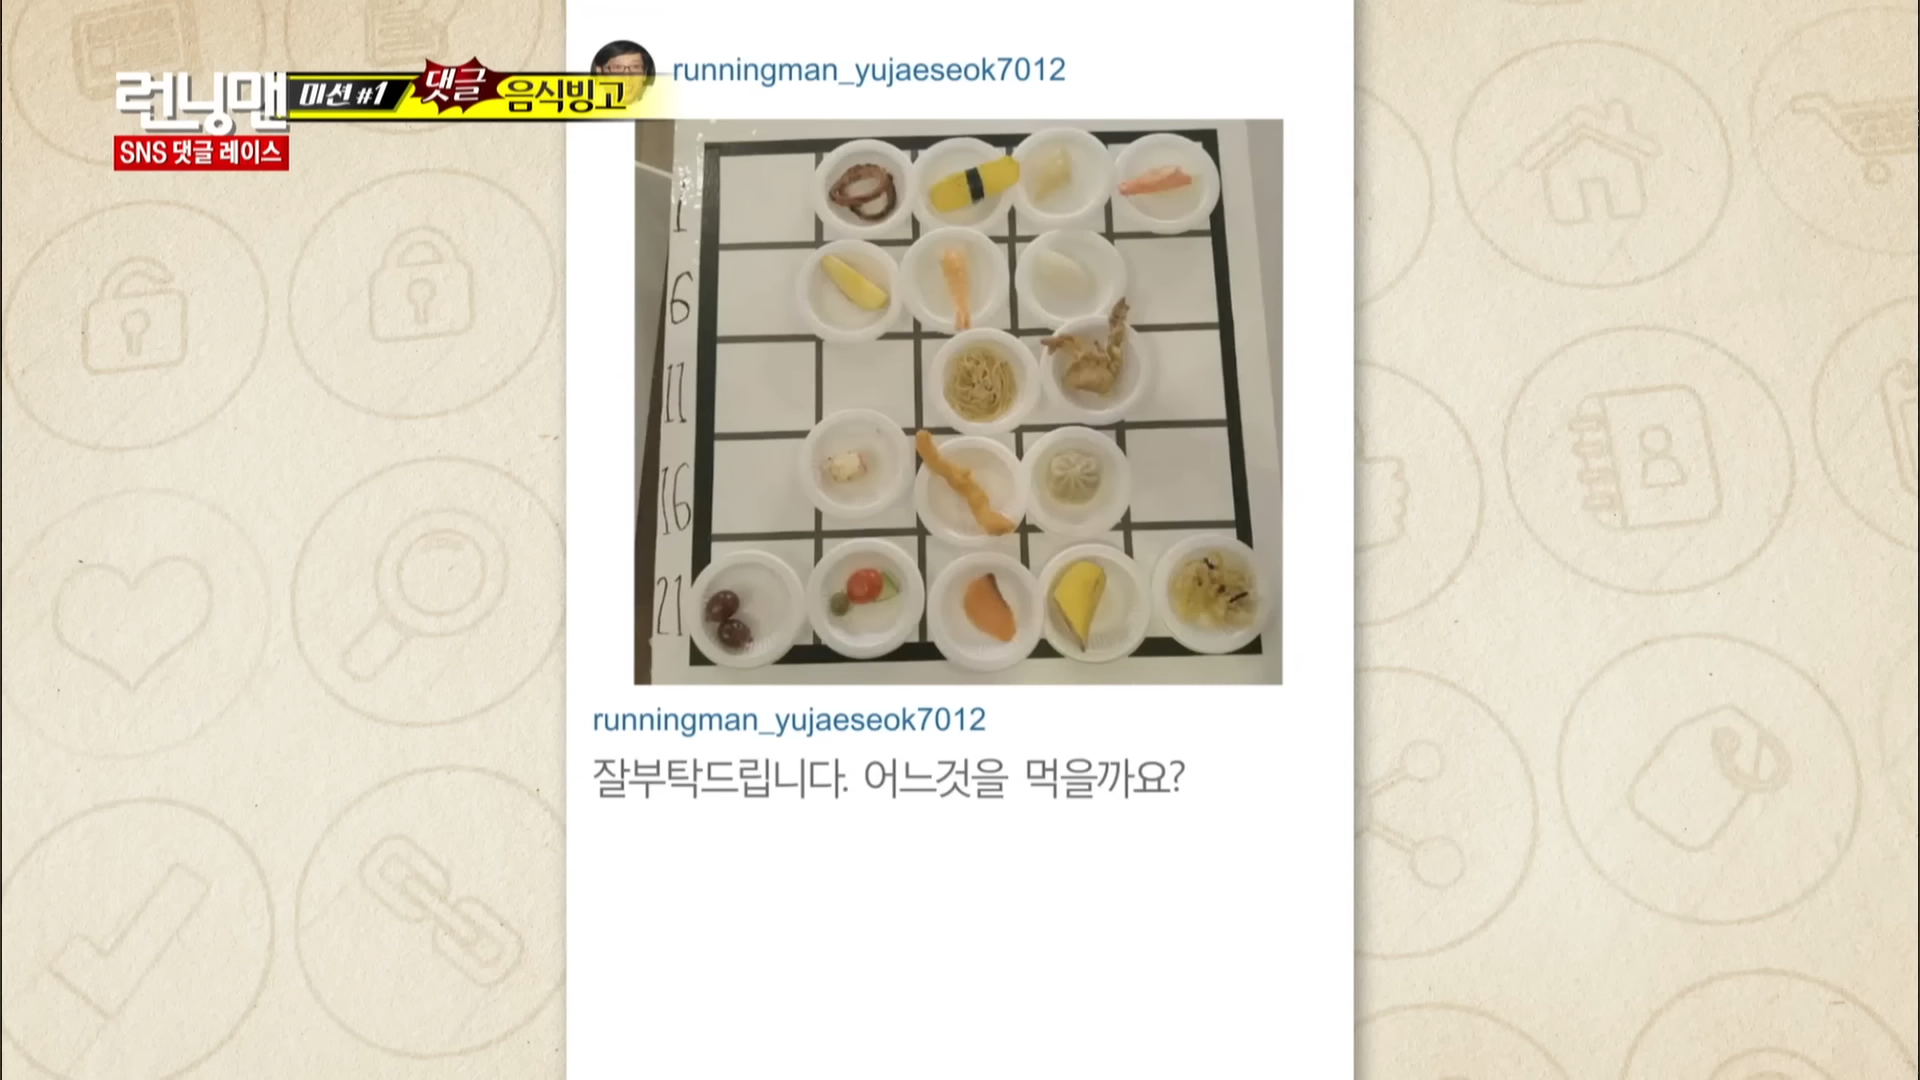 runningman_yujaeseok7012
런닝맨 미션 #1 댓글 음식빙고
SNS 댓글 레이스
1
6
11
16
21
runningman_yujaeseok7012
잘부탁드립니다. 어느것을 먹을까요?